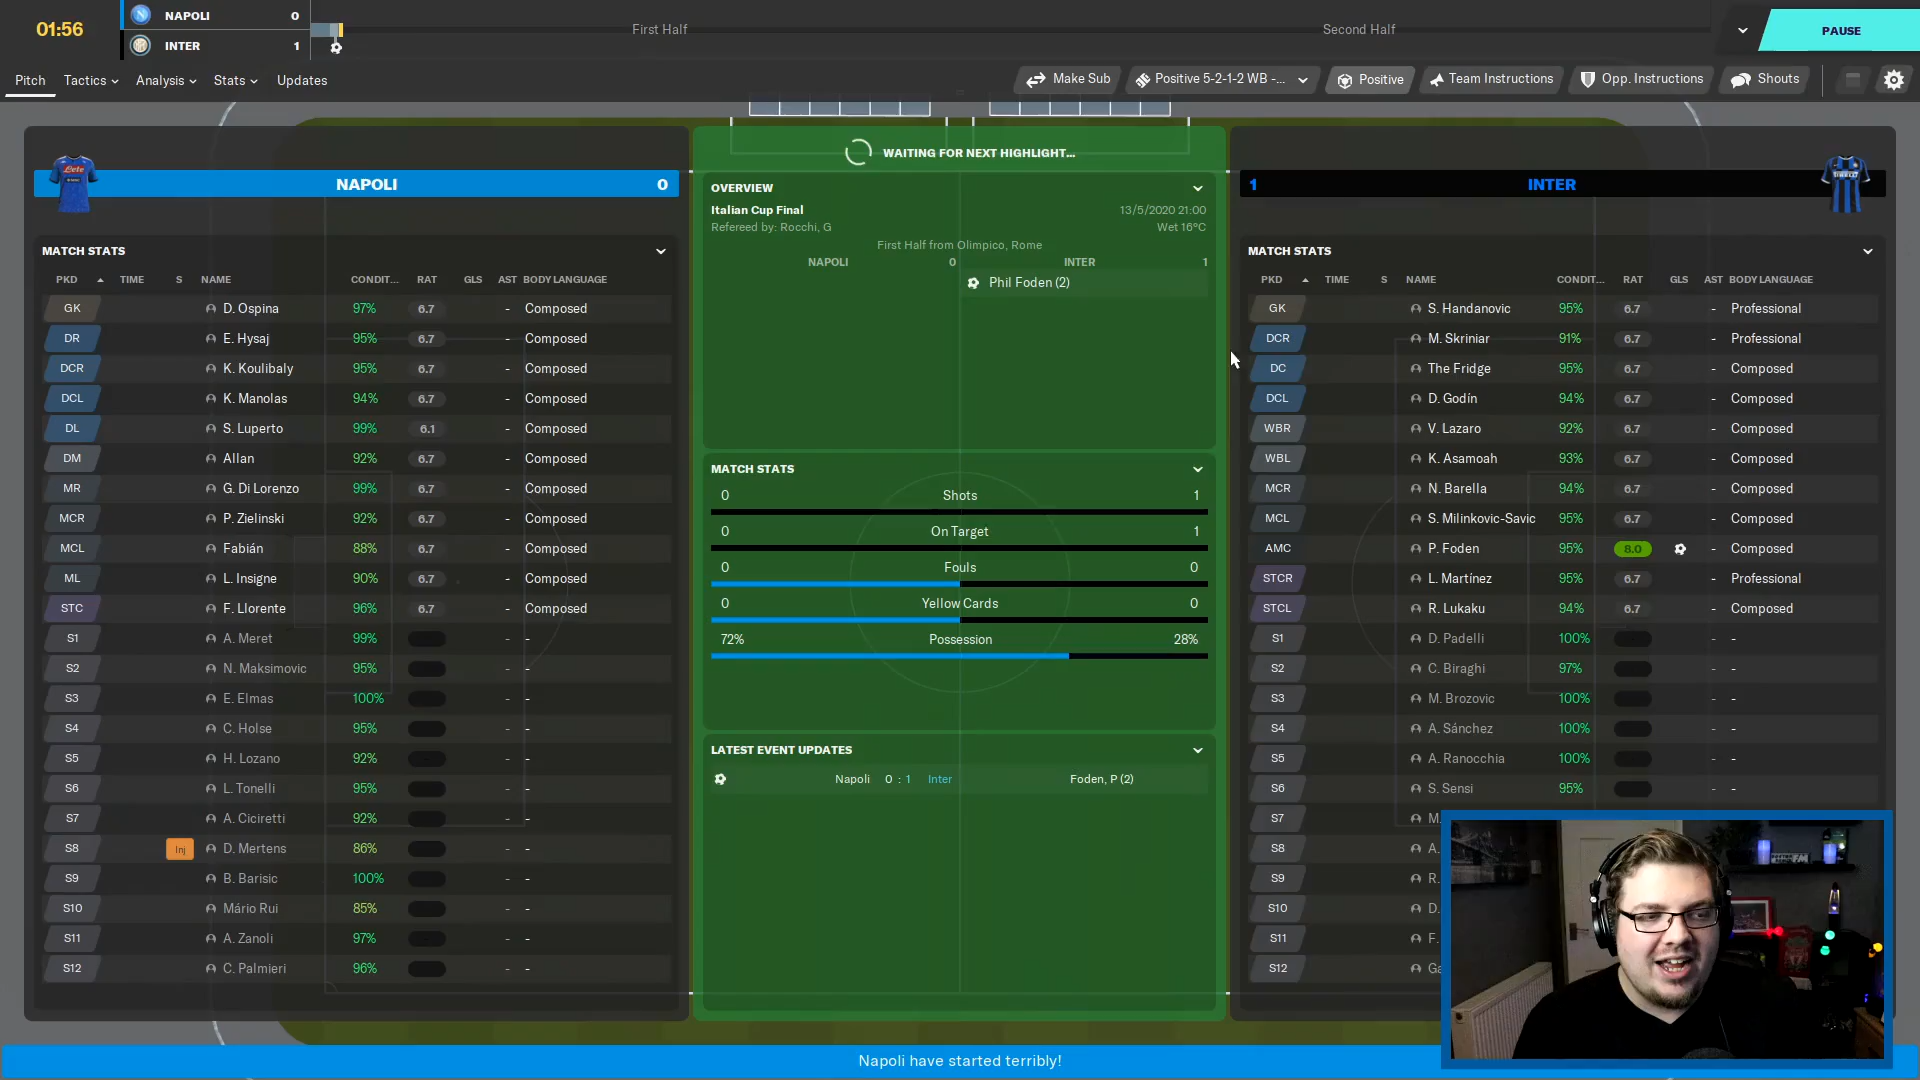 01:56
NAPOLI 0
INTER 1
First Half
Second Half
PAUSE
Pitch Tactics Analysis Stats Updates
Make Sub Positive 5-2-1-2 WB -... Positive Team Instructions Opp. Instructions Shouts
NAPOLI 0
MATCH STATS
PKD TIME S NAME CONDIT... RAT GLS AST BODY LANGUAGE
GK D. Ospina 97% 6.7 - Composed
DR E. Hysaj 95% 6.7 - Composed
DCR K. Koulibaly 95% 6.7 - Composed
DCL K. Manolas 94% 6.7 - Composed
DL S. Luperto 99% 6.1 - Composed
DM Allan 92% 6.7 - Composed
MR G. Di Lorenzo 99% 6.7 - Composed
MCR P. Zielinski 92% 6.7 - Composed
MCL Fabián 88% 6.7 - Composed
ML L. Insigne 90% 6.7 - Composed
STC F. Llorente 96% 6.7 - Composed
S1 A. Meret 99% - -
S2 N. Maksimovic 95% - -
S3 E. Elmas 100% - -
S4 C. Holse 95% - -
S5 H. Lozano 92% - -
S6 L. Tonelli 95% - -
S7 A. Ciciretti 92% - -
S8 Inj D. Mertens 86% - -
S9 B. Barisic 100% - -
S10 Mário Rui 85% - -
S11 A. Zanoli 97% - -
S12 C. Palmieri 96% - -
WAITING FOR NEXT HIGHLIGHT...
OVERVIEW
Italian Cup Final 13/5/2020 21:00
Refereed by: Rocchi, G Wet 16°C
First Half from Olimpico, Rome
NAPOLI 0 INTER 1
Phil Foden (2)
MATCH STATS
0 Shots 1
0 On Target 1
0 Fouls 0
0 Yellow Cards 0
72% Possession 28%
LATEST EVENT UPDATES
Napoli 0 : 1 Inter Foden, P (2)
1 INTER
MATCH STATS
PKD TIME S NAME CONDIT... RAT GLS AST BODY LANGUAGE
GK S. Handanovic 95% 6.7 - Professional
DCR M. Skriniar 91% 6.7 - Professional
DC The Fridge 95% 6.7 - Composed
DCL D. Godín 94% 6.7 - Composed
WBR V. Lazaro 92% 6.7 - Composed
WBL K. Asamoah 93% 6.7 - Composed
MCR N. Barella 94% 6.7 - Composed
MCL S. Milinkovic-Savic 95% 6.7 - Composed
AMC P. Foden 95% 8.0 - Composed
STCR L. Martínez 95% 6.7 - Professional
STCL R. Lukaku 94% 6.7 - Composed
S1 D. Padelli 100% - -
S2 C. Biraghi 97% - -
S3 M. Brozovic 100% - -
S4 A. Sánchez 100% - -
S5 A. Ranocchia 100% - -
S6 S. Sensi 95% - -
S7 M.
S8 A.
S9 R.
S10 D.
S11 F.
S12 Ga
Napoli have started terribly!